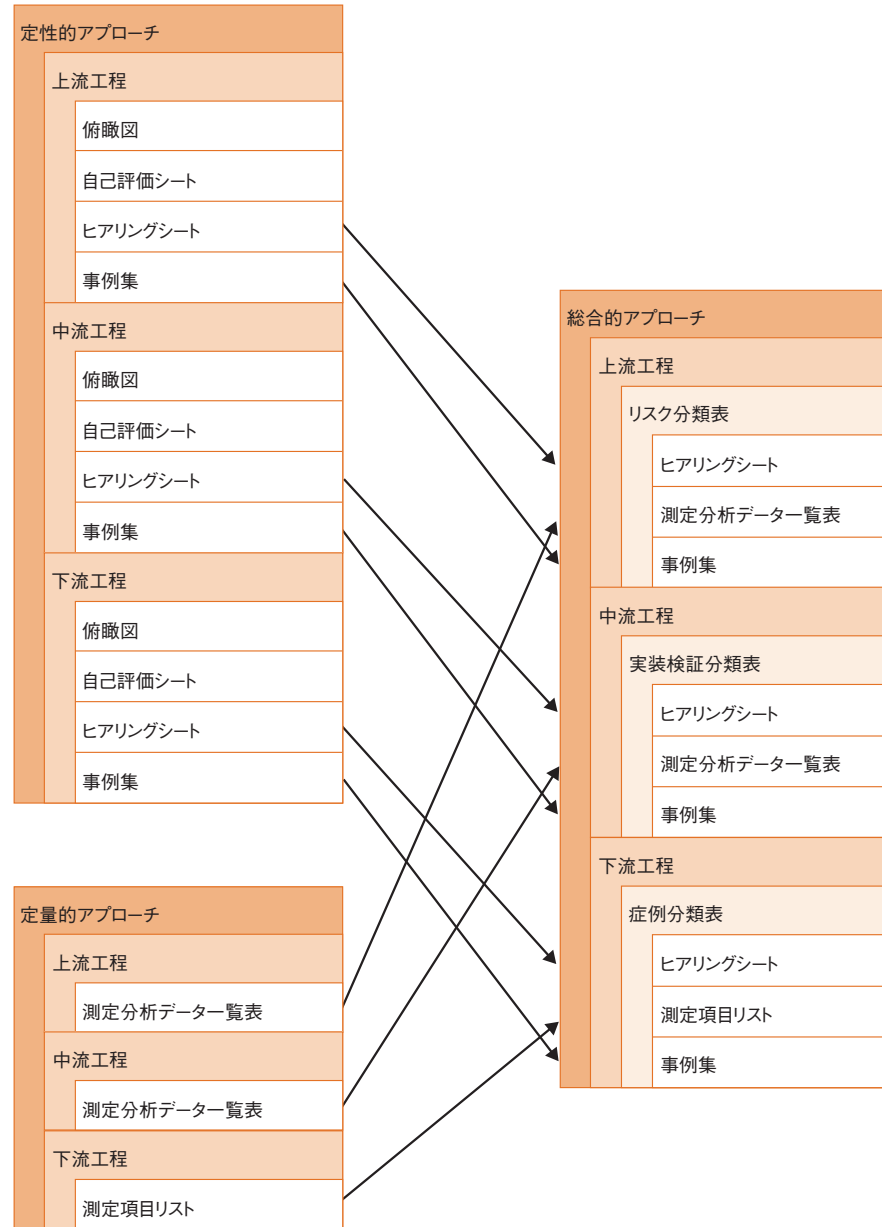 定性的アプローチ
上流工程
俯瞰図
自己評価シート
ヒアリングシート
事例集
中流工程
俯瞰図
自己評価シート
ヒアリングシート
事例集
下流工程
俯瞰図
自己評価シート
ヒアリングシート
事例集
定量的アプローチ
上流工程
測定分析データ一覧表
中流工程
測定分析データ一覧表
下流工程
測定項目リスト
総合的アプローチ
上流工程
リスク分類表
ヒアリングシート
測定分析データ一覧表
事例集
中流工程
実装検証分類表
ヒアリングシート
測定分析データ一覧表
事例集
下流工程
症例分類表
ヒアリングシート
測定項目リスト
事例集